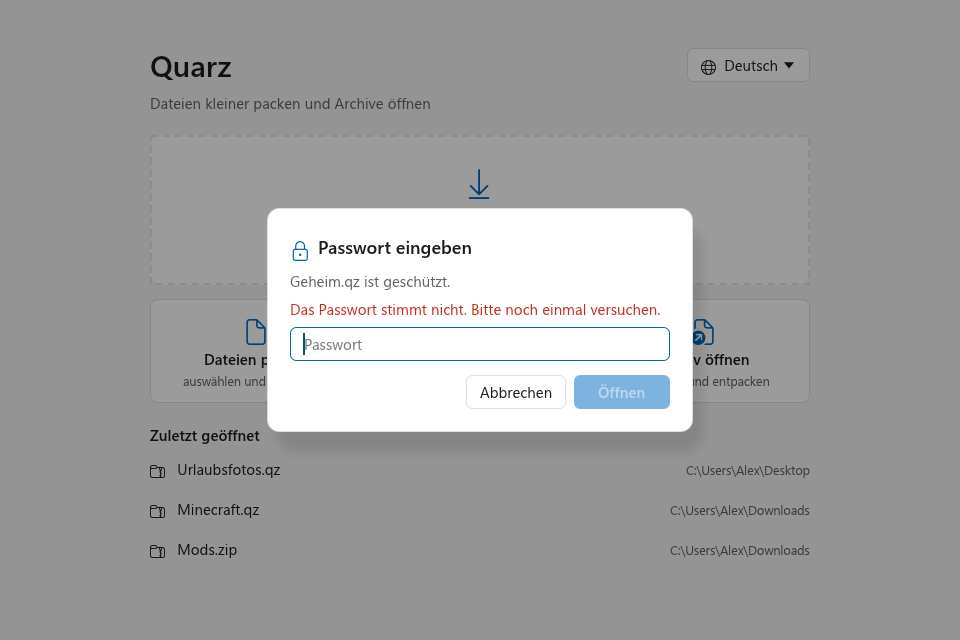 Quarz
Deutsch
Dateien kleiner packen und Archive öffnen
Passwort eingeben
Geheim.qz ist geschützt.
Das Passwort stimmt nicht. Bitte noch einmal versuchen.
Passwort
Abbrechen
Öffnen
Dateien
öffnen
auswählen und
und entpacken
Zuletzt geöffnet
Urlaubsfotos.qz
C:\Users\Alex\Desktop
Minecraft.qz
C:\Users\Alex\Downloads
Mods.zip
C:\Users\Alex\Downloads